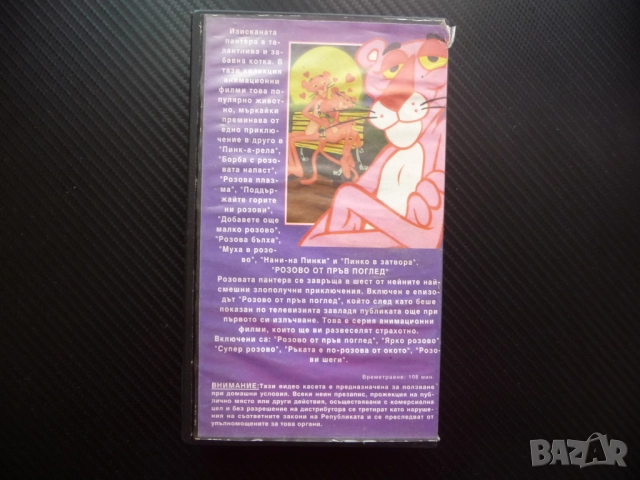 Изисканата
пантера е та-
лантлива и за-
бавна котка. В
тази колекция
анимационни
филми това по-
пулярно живот-
но, мъркайки
преминава от
едно приклю-
чение в друго в
"Пинк-а-рела",
"Борба с розо-
вата напаст",
"Розова плаз-
ма", "Поддър-
жайте горите
ни розови",
"Добавете още
малко розово",
"Розова бълха",
"Муха в розо-
во", "Нани-на Пинки" и "Пинко в затвора".
"РОЗОВО ОТ ПРЪВ ПОГЛЕД"
Розовата пантера се завръща в шест от нейните най-
смешни злополучни приключения. Включен е епизо-
дът "Розово от пръв поглед", който след като беше
показан по телевизията завладя публиката още при
първото си излъчване. Това е серия анимационни
филми, които ще ви развеселят страхотно.
Включени са: "Розово от пръв поглед", "Ярко розово"
"Супер розово", "Ръката е по-розова от окото", "Розо-
ви шеги".
Времетраене: 108 мин.
ВНИМАНИЕ:Тази видео касета е предназначена за ползване
при домашни условия. Всеки неин презапис, прожекция на пуб-
лично място или други действия, осъществявани с комерсиална
цел и без разрешение на дистрибутора се третират като наруше-
ния на съответните закони на Републиката и се преследват от
упълномощените за това органи.
BAZAR
.bg